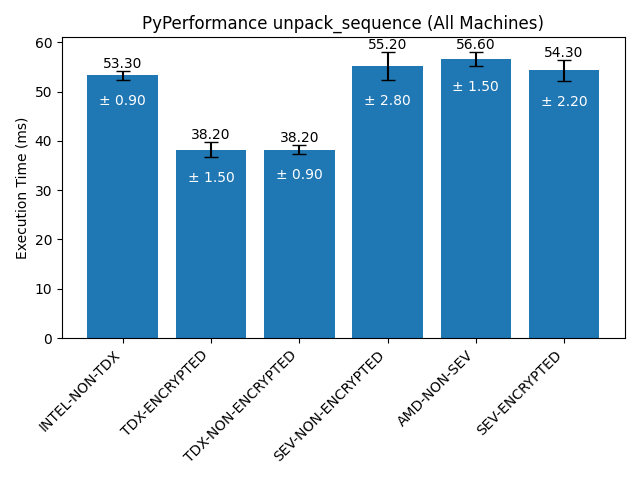 PyPerformance unpack_sequence (All Machines)
Execution Time (ms)
60
50
40
30
20
10
0
53.30
± 0.90
38.20
± 1.50
38.20
± 0.90
55.20
± 2.80
56.60
± 1.50
54.30
± 2.20
INTEL-NON-TDX
TDX-ENCRYPTED
TDX-NON-ENCRYPTED
SEV-NON-ENCRYPTED
AMD-NON-SEV
SEV-ENCRYPTED